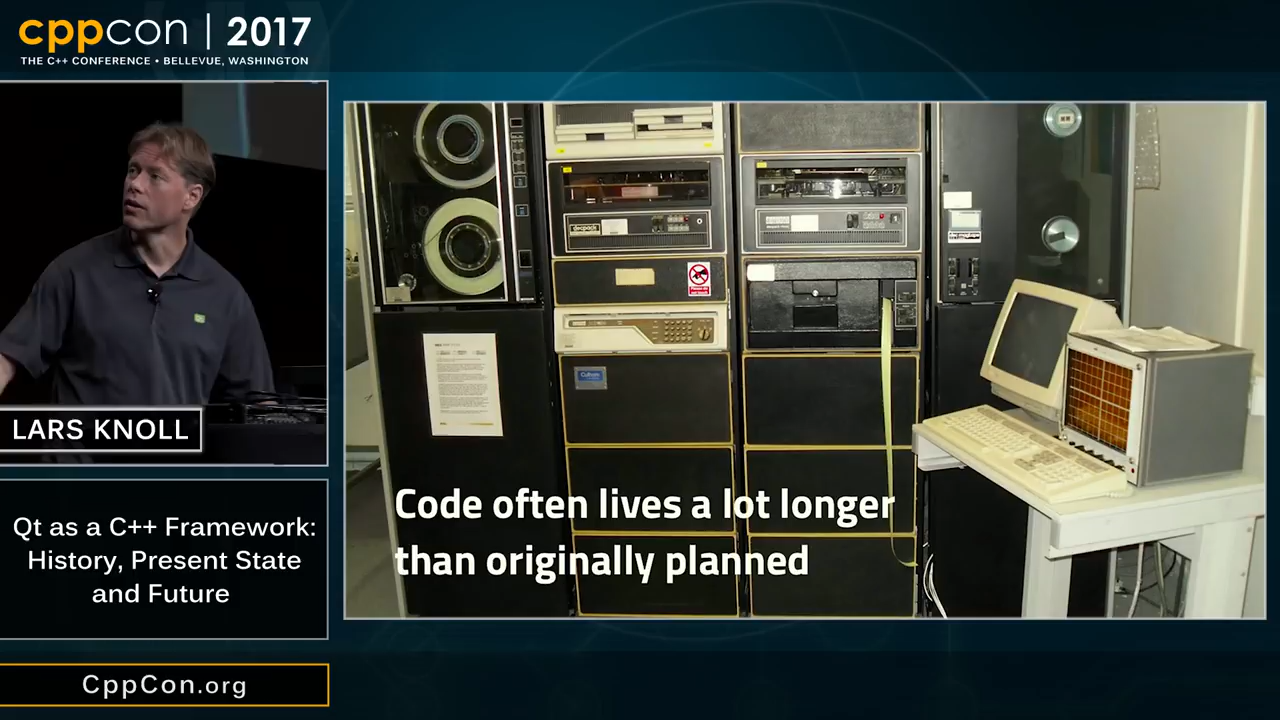 cppcon | 2017
THE C++ CONFERENCE • BELLEVUE, WASHINGTON
LARS KNOLL
Qt as a C++ Framework:
History, Present State
and Future
CppCon.org
decpack
Code often lives a lot longer
than originally planned